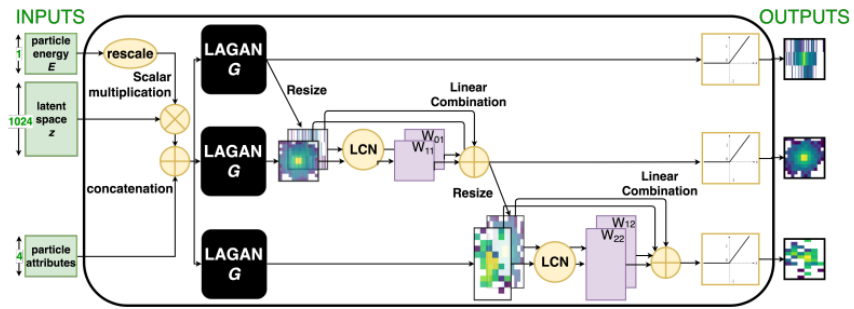 INPUTS
OUTPUTS
particle
energy
E
1
rescale
Scalar
multiplication
latent
space
z
1024
concatenation
particle
attributes
4
LAGAN
G
Resize
LAGAN
G
LCN
W01
W11
Linear
Combination
Resize
LAGAN
G
LCN
W12
W22
Linear
Combination